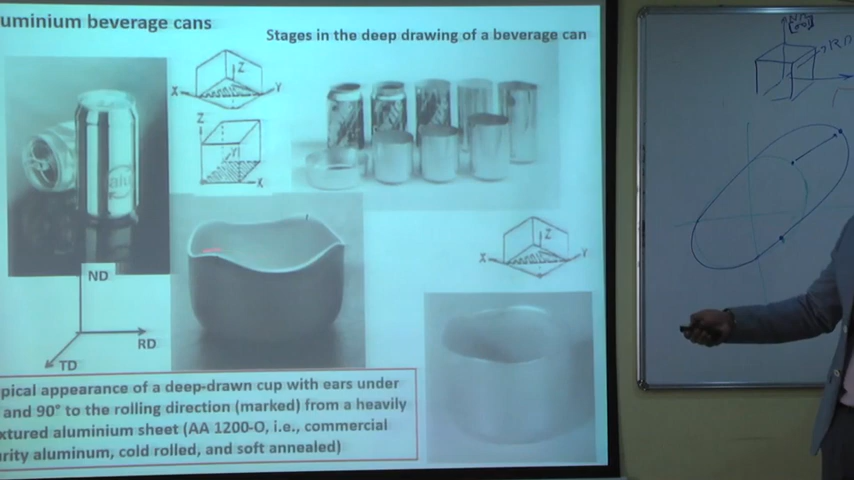 uminium beverage cans
Stages in the deep drawing of a beverage can
Z
X
Y
Z
Y
X
Z
X
Y
ND
RD
TD
pical appearance of a deep-drawn cup with ears under
and 90° to the rolling direction (marked) from a heavily
xtured aluminium sheet (AA 1200-O, i.e., commercial
urity aluminum, cold rolled, and soft annealed)
RD